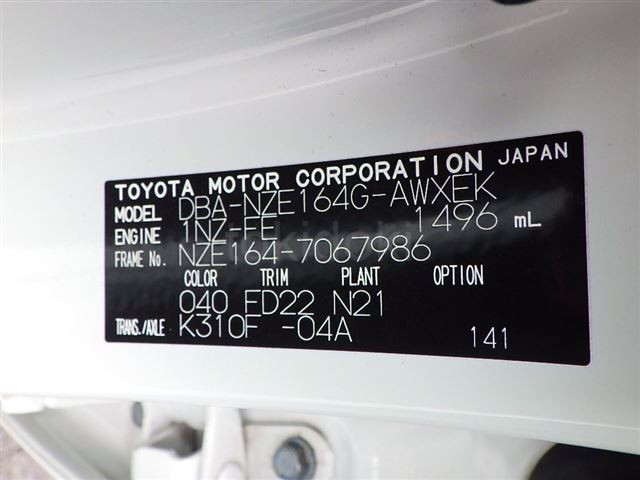 TOYOTA MOTOR CORPORATION JAPAN
MODEL DBA-NZE164G-AWXEK
ENGINE 1NZ-FE 1496 mL
FRAME No. NZE164-7067986
COLOR TRIM PLANT OPTION
040 FD22 N21
TRANS./AXLE K310F -04A
141